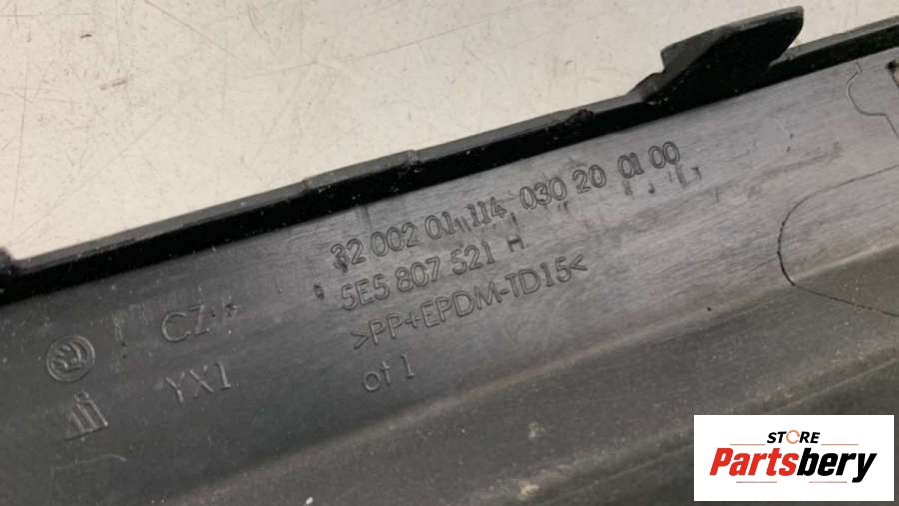 32 002 01 114 030 20 01 00
5E5 807 521 H
CZ
>PP+EPDM-TD15<
YX1
of 1
STORE
Partsbery